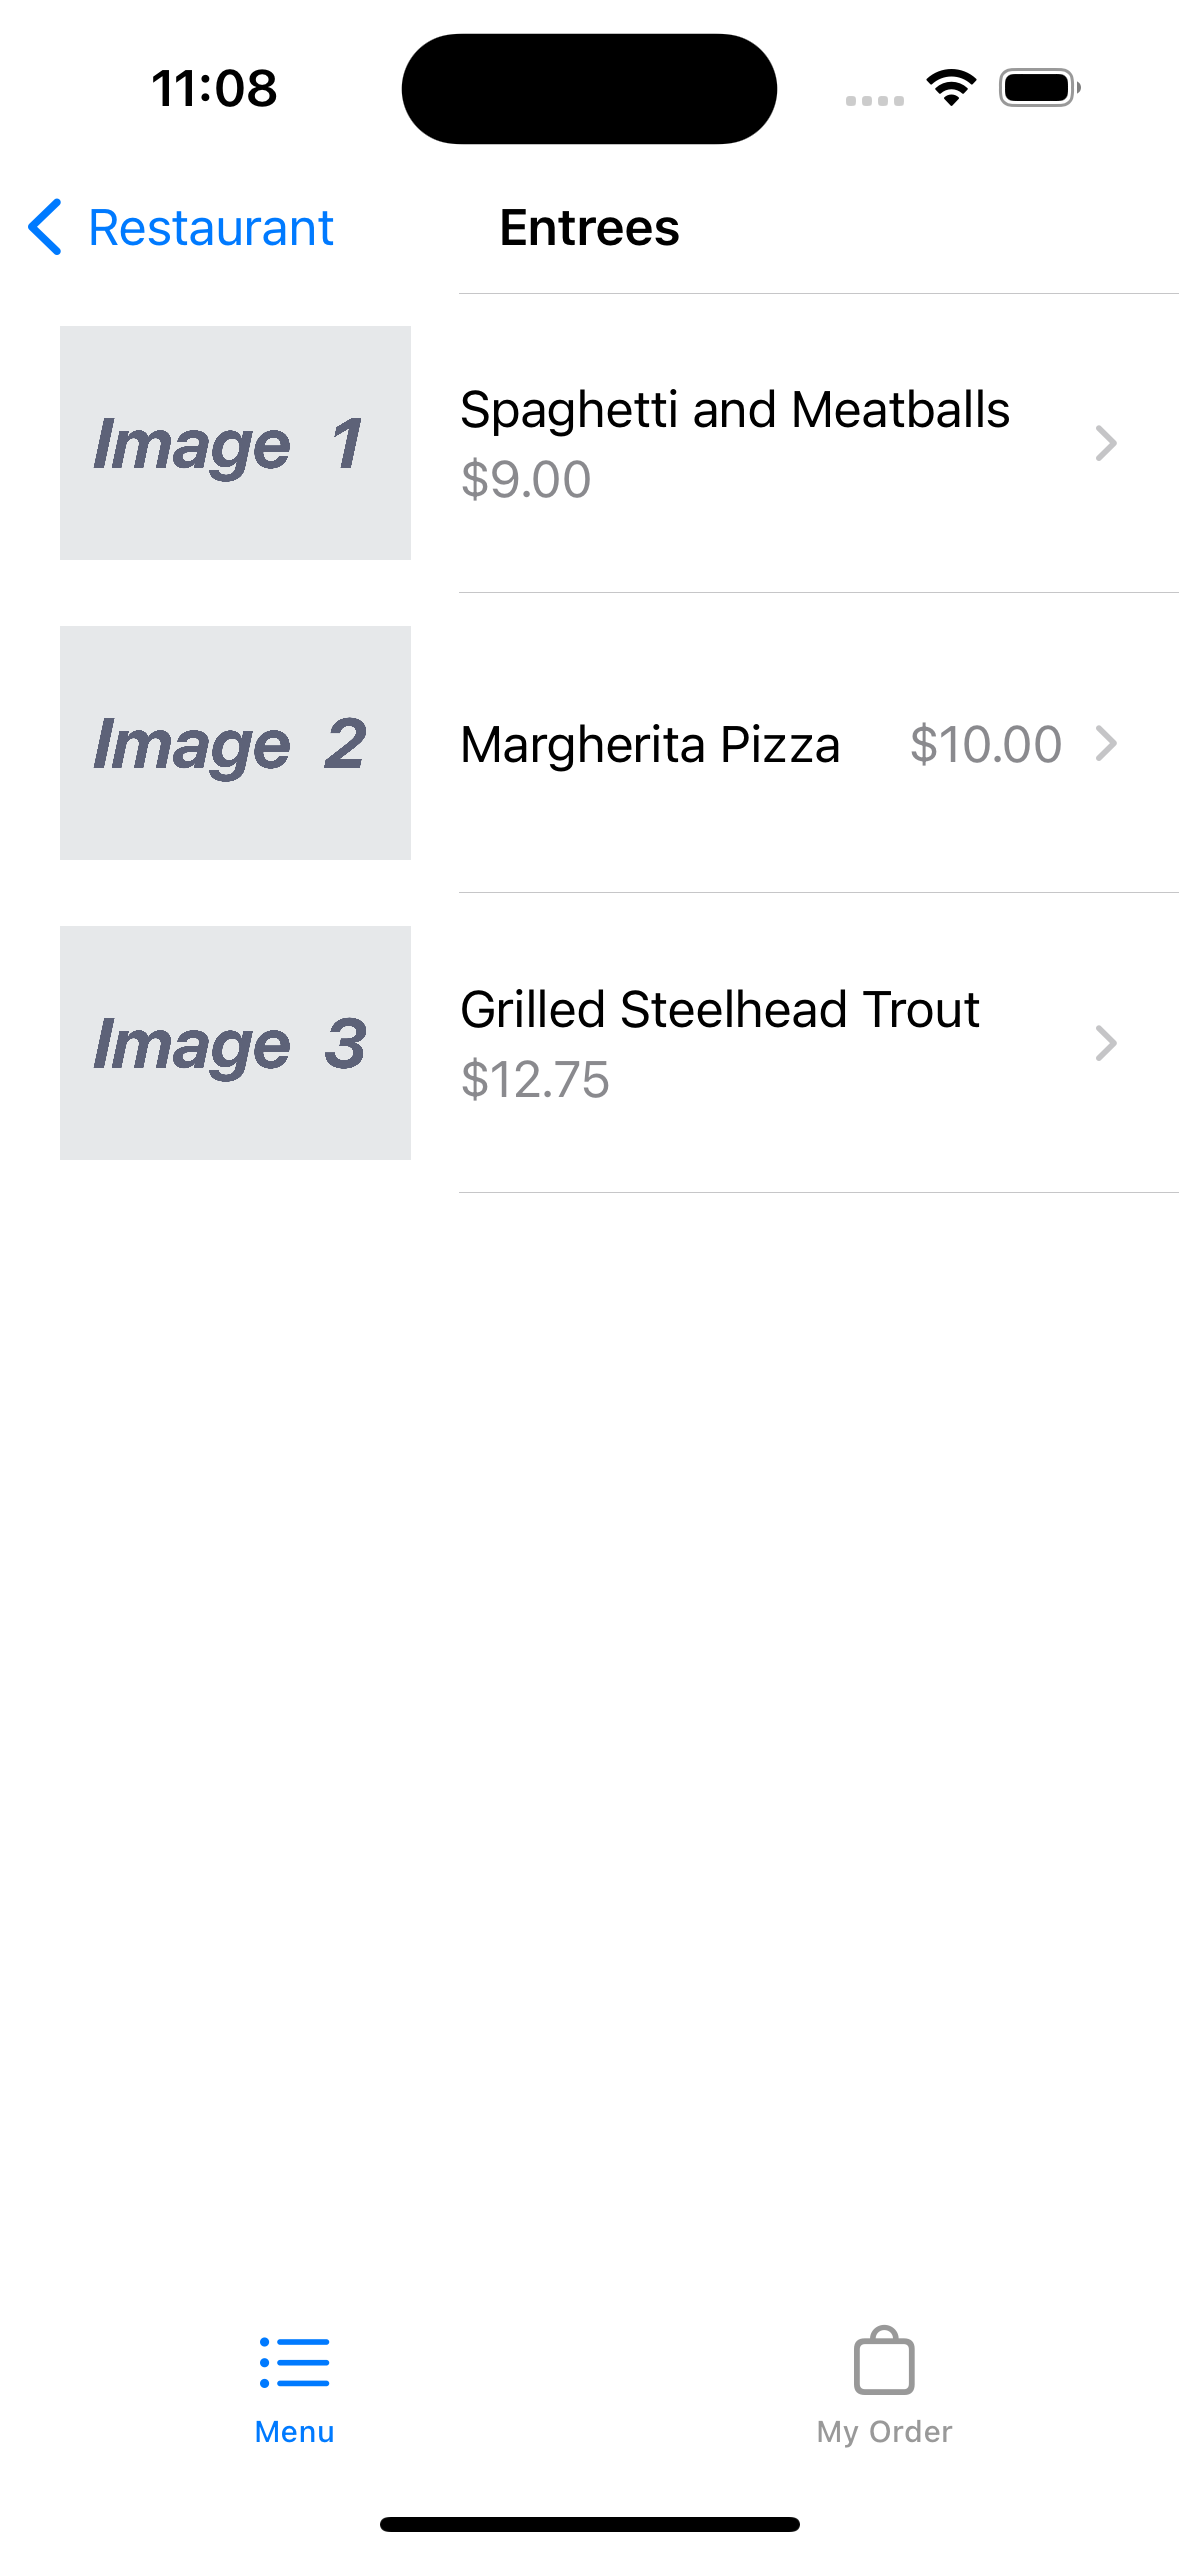 11:08
Restaurant
Entrees
Image 1
Spaghetti and Meatballs
$9.00
Image 2
Margherita Pizza $10.00
Image 3
Grilled Steelhead Trout
$12.75
Menu
My Order